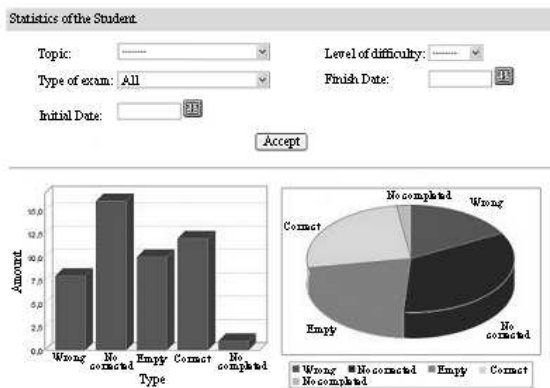 Statistics of the Student
Topic: -------- Level of difficulty: --------
Type of exam: All Finish Date:
Initial Date:
Accept
15,0
12,5
10,0
7,5
5,0
2,5
0,0
Amount
Wrong No corrected Empty Correct No completed
Type
No completed
Wrong
Correct
Empty
No corrected
Wrong No corrected Empty Correct
No completed